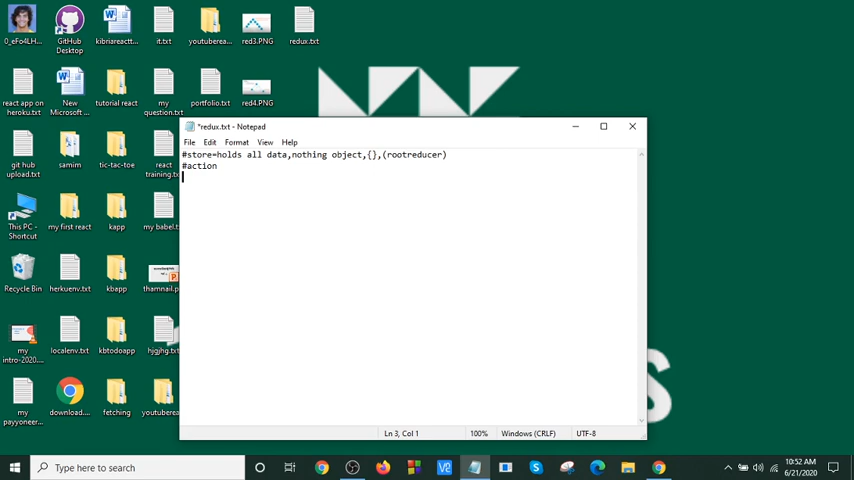 0_eFo4LH...
GitHub
Desktop
kibriareactt...
it.txt
youtuberea...
red3.PNG
redux.txt
react app on
heroku.txt
New
Microsoft ...
tutorial react
my
question.txt
portfolio.txt
red4.PNG
git hub
upload.txt
samim
tic-tac-toe
react
training.txt
This PC -
Shortcut
my first react
kapp
my babel.t
Recycle Bin
herkuenv.txt
kbapp
thamnail.p
my
intro-2020....
localenv.txt
kbtodoapp
hjgjhg.txt
my
payyoneer...
download....
fetching
youtuberea
*redux.txt - Notepad
File Edit Format View Help
#store=holds all data,nothing object,{},(rootreducer)
#action
Ln 3, Col 1 100% Windows (CRLF) UTF-8
Type here to search
10:52 AM
6/21/2020